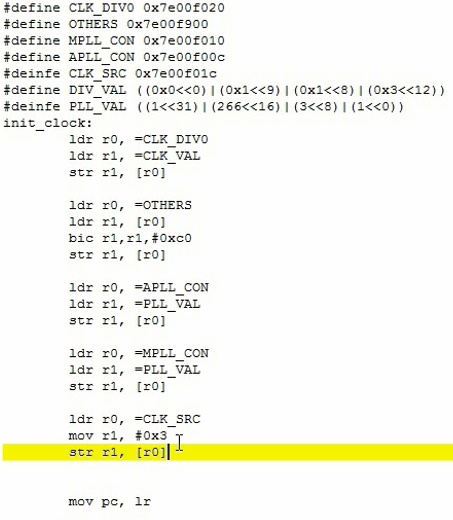 #define CLK_DIV0 0x7e00f020
#define OTHERS 0x7e00f900
#define MPLL_CON 0x7e00f010
#define APLL_CON 0x7e00f00c
#deinfe CLK_SRC 0x7e00f01c
#define DIV_VAL ((0x0<<0)|(0x1<<9)|(0x1<<8)|(0x3<<12))
#deinfe PLL_VAL ((1<<31)|(266<<16)|(3<<8)|(1<<0))
init_clock:
ldr r0, =CLK_DIV0
ldr r1, =CLK_VAL
str r1, [r0]
ldr r0, =OTHERS
ldr r1, [r0]
bic r1,r1,#0xc0
str r1, [r0]
ldr r0, =APLL_CON
ldr r1, =PLL_VAL
str r1, [r0]
ldr r0, =MPLL_CON
ldr r1, =PLL_VAL
str r1, [r0]
ldr r0, =CLK_SRC
mov r1, #0x3
str r1, [r0]
mov pc, lr